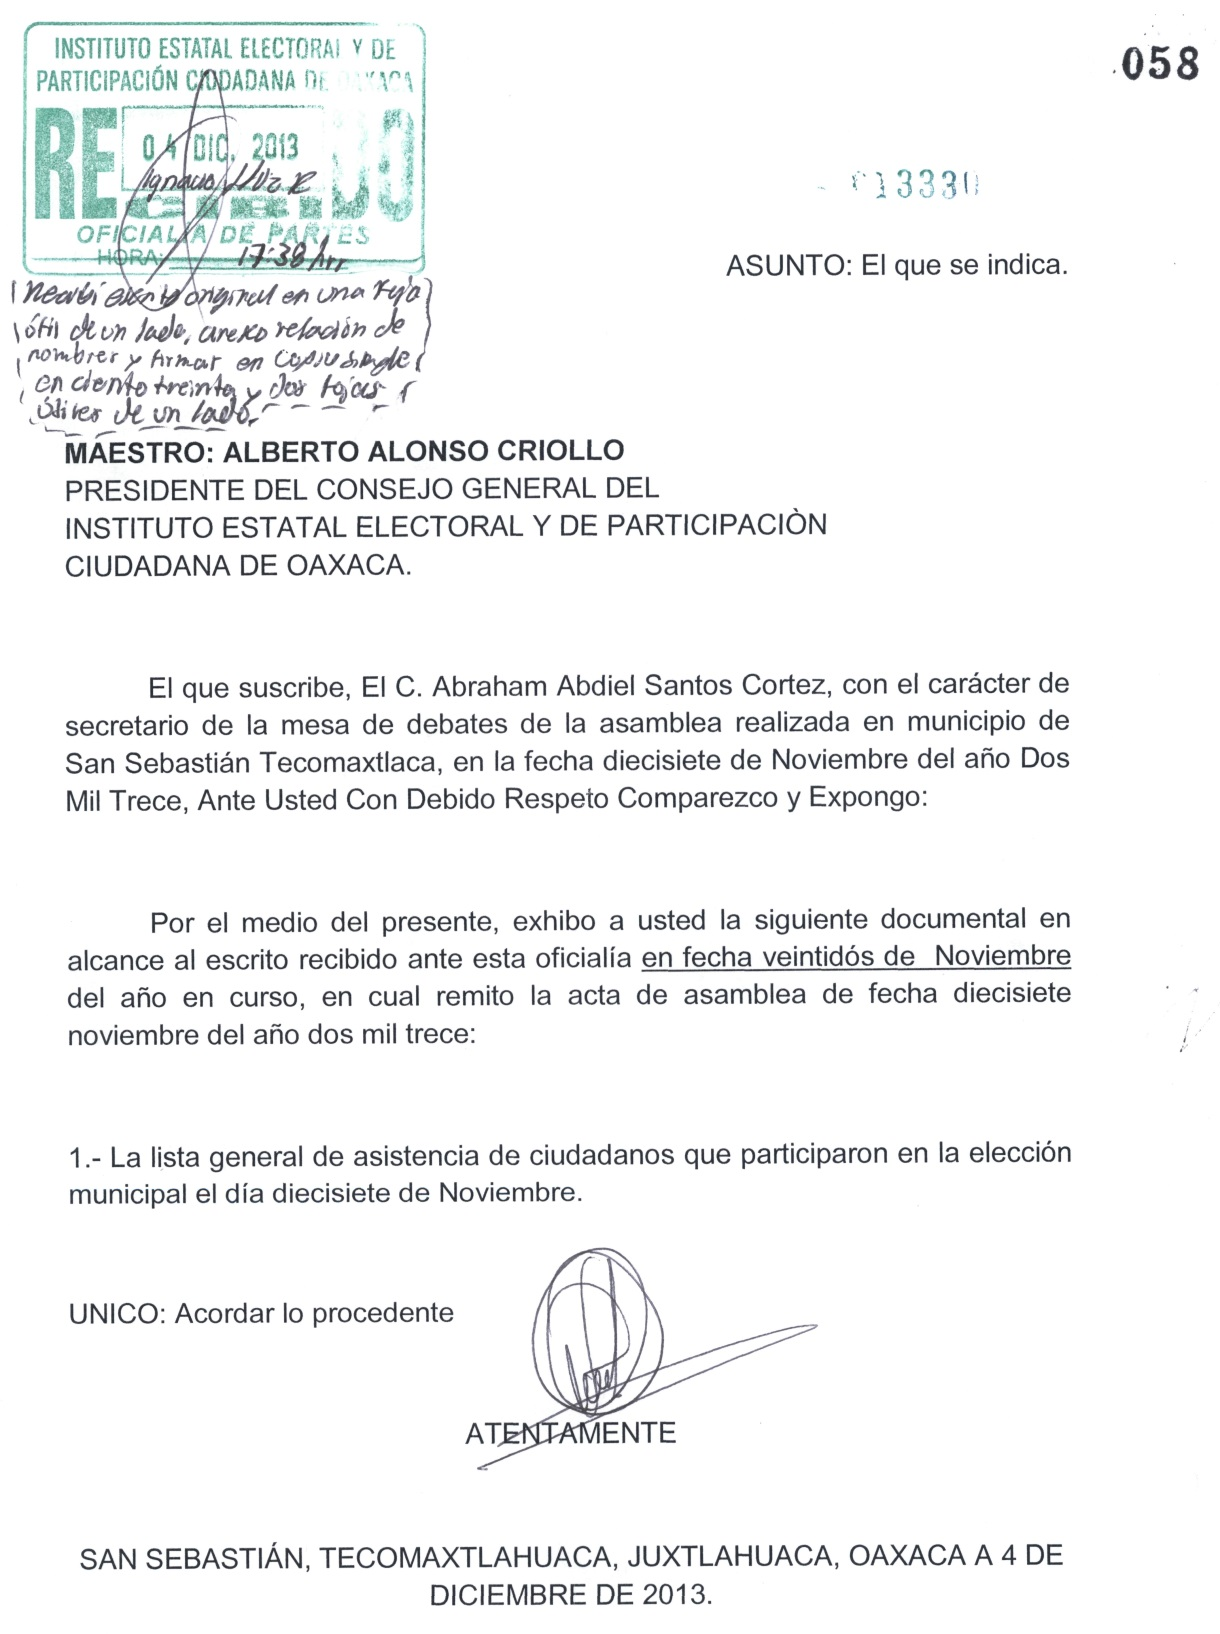 INSTITUTO ESTATAL ELECTORAL Y DE
PARTICIPACIÓN CIUDADANA DE OAXACA
RECIBIDO
04 DIC. 2013
Ignacio
OFICIALIA DE PARTES
HORA: 17:38 hrr
Recibí escrito original en una foja
útil de un lado, anexo relación de
nombres y firmas en copia simple
en ciento treinta y dos fojas
útiles de un lado.
.058
013330
ASUNTO: El que se indica.
MAESTRO: ALBERTO ALONSO CRIOLLO
PRESIDENTE DEL CONSEJO GENERAL DEL
INSTITUTO ESTATAL ELECTORAL Y DE PARTICIPACIÒN
CIUDADANA DE OAXACA.
El que suscribe, El C. Abraham Abdiel Santos Cortez, con el carácter de
secretario de la mesa de debates de la asamblea realizada en municipio de
San Sebastián Tecomaxtlaca, en la fecha diecisiete de Noviembre del año Dos
Mil Trece, Ante Usted Con Debido Respeto Comparezco y Expongo:
Por el medio del presente, exhibo a usted la siguiente documental en
alcance al escrito recibido ante esta oficialía en fecha veintidós de Noviembre
del año en curso, en cual remito la acta de asamblea de fecha diecisiete
noviembre del año dos mil trece:
1.- La lista general de asistencia de ciudadanos que participaron en la elección
municipal el día diecisiete de Noviembre.
UNICO: Acordar lo procedente
ATENTAMENTE
SAN SEBASTIÁN, TECOMAXTLAHUACA, JUXTLAHUACA, OAXACA A 4 DE
DICIEMBRE DE 2013.